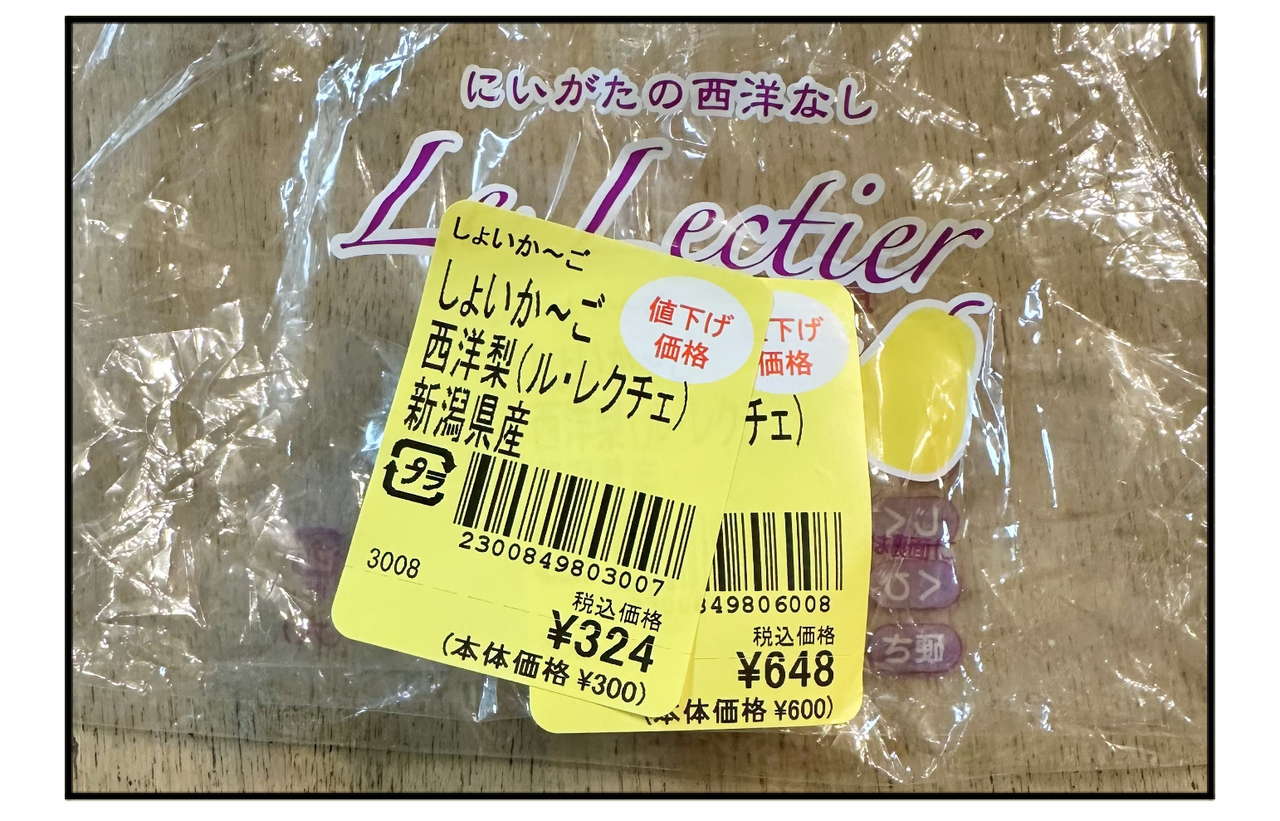 にいがたの西洋なし
Le Lectier
しょいか～ご
しょいか～ご
値下げ
価格
西洋梨(ル・レクチェ)
新潟県産
プラ
2300849803007
3008
税込価格
¥324
(本体価格 ¥300)
下げ
価格
チェ)
849806008
税込価格
¥648
本体価格 ¥600)